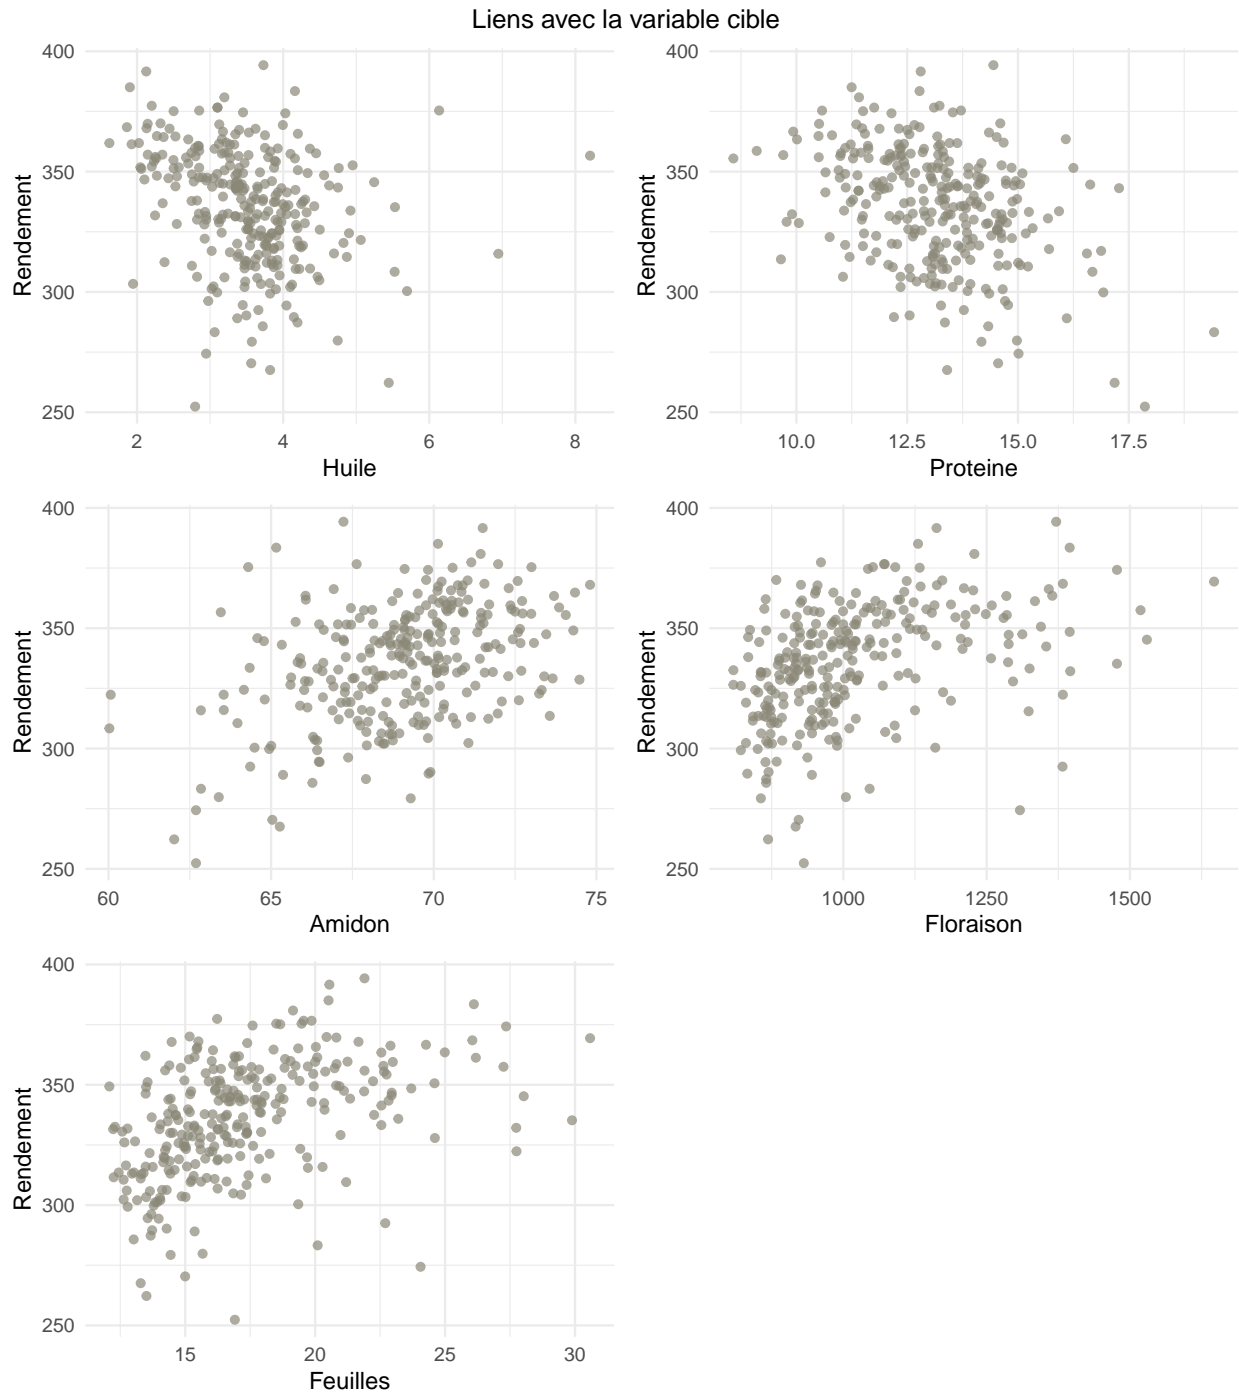 Liens avec la variable cible
400
350
300
250
Rendement
2 4 6 8
Huile
400
350
300
250
Rendement
10.0 12.5 15.0 17.5
Proteine
400
350
300
250
Rendement
60 65 70 75
Amidon
400
350
300
250
Rendement
1000 1250 1500
Floraison
400
350
300
250
Rendement
15 20 25 30
Feuilles